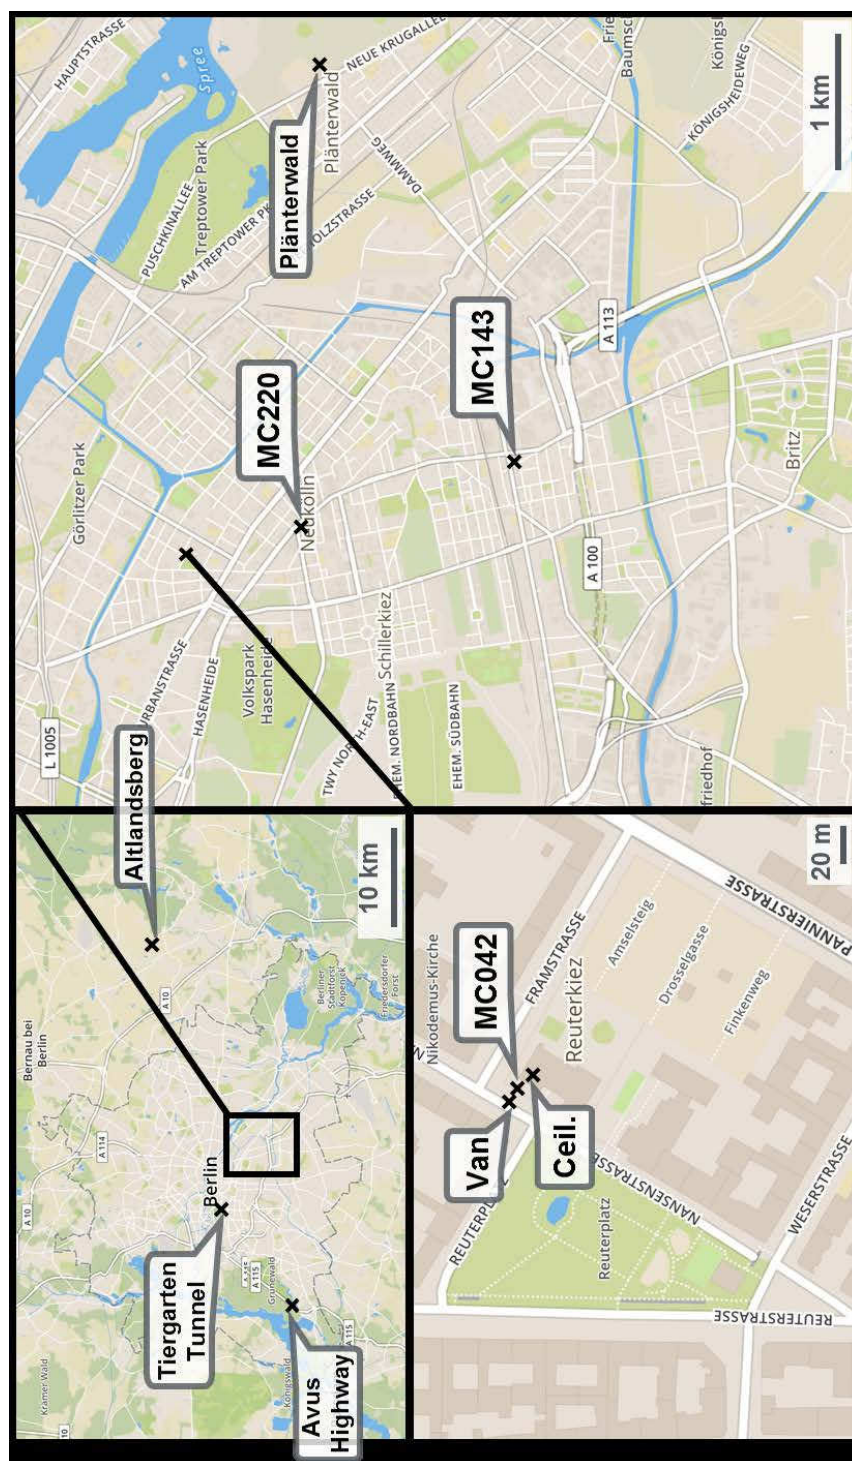 Kramer Wald
Bernau bei
Berlin
A 10
A 114
A 10
Altlandsberg
Tiergarten
Tunnel
Berlin
A 115
Grunewald
Königswald
A 115
Avus
Highway
Berliner
Stadtforst
Köpenick
Friedersdorfer
Forst
10 km
Nikodemus-Kirche
FRAMSTRASSE
MC042
Van
Ceil.
Reuterkiez
REUTERPLATZ
Reuterplatz
NANSENSTRASSE
REUTERSTRASSE
WESERSTRASSE
Amselsteig
Drosselgasse
Finkenweg
PANNIERSTRASSE
20 m
L 1005
Görlitzer Park
HAUPTSTRASSE
Spree
PUSCHKINALLEE
Treptower Park
AM TREPTOWER PK
Plänterwald
Plänterwald
NEUE KRUGALLEE
DAMMWEG
URBANSTRASSE
HASENHEIDE
Volkspark
Hasenheide
MC220
Neukölln
Schillerkiez
TWY NORTH-EAST
EHEM. NORDBAHN
EHEM. SÜDBAHN
MC143
A 100
A 113
Britz
KÖNIGSHEIDEWEG
1 km